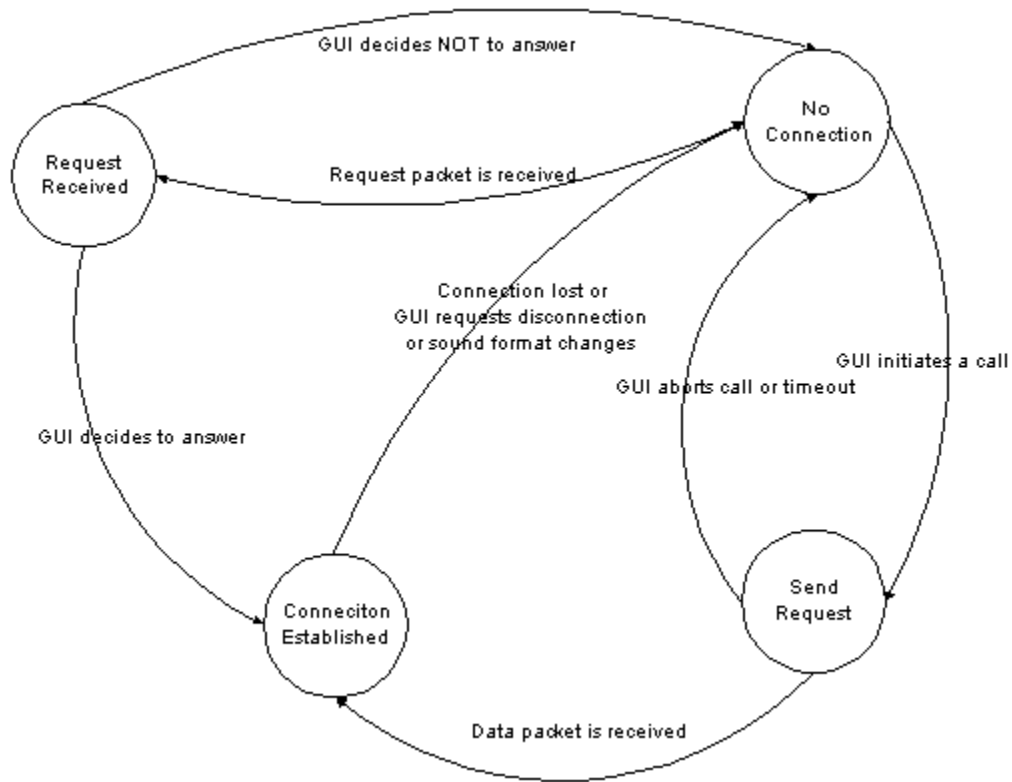 GUI decides NOT to answer
No
Connection
Request
Received
Request packet is received
Connection lost or
GUI requests disconnection
or sound format changes
GUI initiates a call
GUI aborts call or timeout
GUI decides to answer
Send
Request
Conneciton
Established
Data packet is received